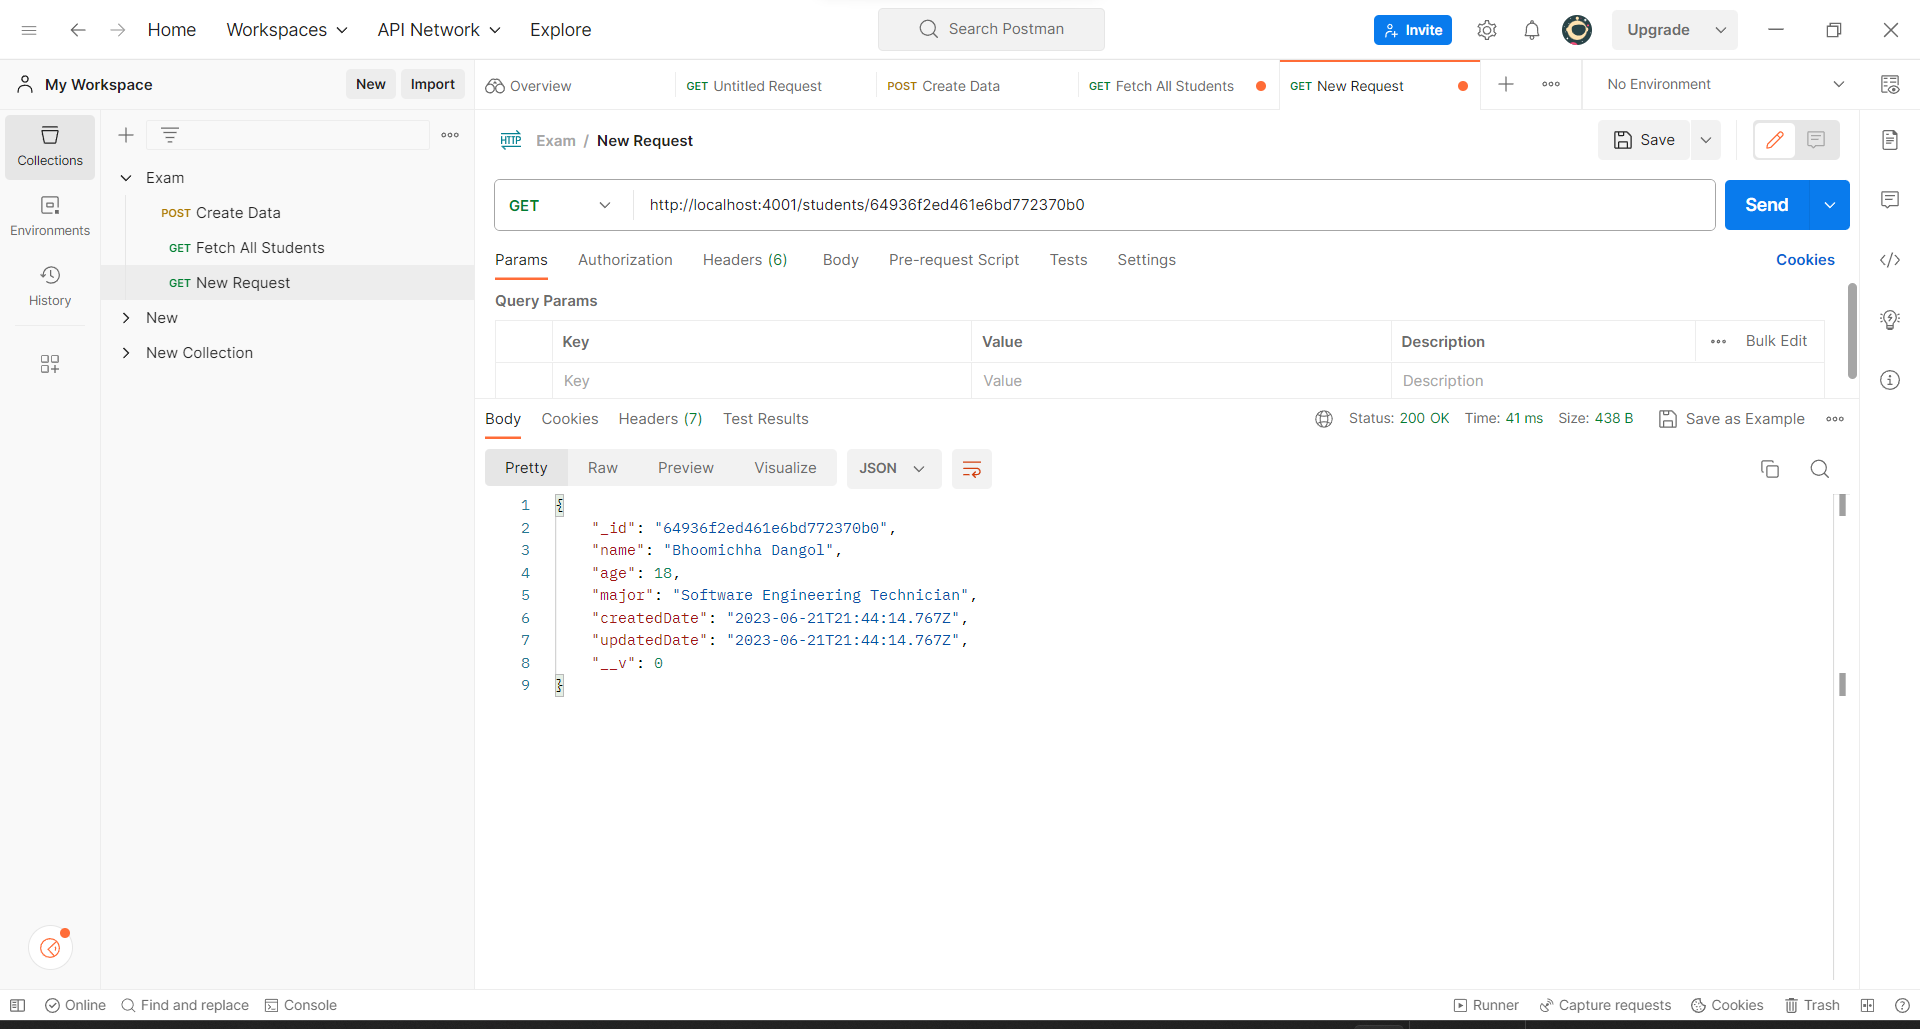 Home Workspaces API Network Explore Search Postman Invite Upgrade
My Workspace New Import Overview GET Untitled Request POST Create Data GET Fetch All Students GET New Request No Environment
Collections
Environments
History
Exam
POST Create Data
GET Fetch All Students
GET New Request
New
New Collection
HTTP Exam / New Request Save
GET http://localhost:4001/students/64936f2ed461e6bd772370b0 Send
Params Authorization Headers (6) Body Pre-request Script Tests Settings Cookies
Query Params
Key Value Description Bulk Edit
Key Value Description
Body Cookies Headers (7) Test Results Status: 200 OK Time: 41 ms Size: 438 B Save as Example
Pretty Raw Preview Visualize JSON
1 {
2 "_id": "64936f2ed461e6bd772370b0",
3 "name": "Bhoomichha Dangol",
4 "age": 18,
5 "major": "Software Engineering Technician",
6 "createdDate": "2023-06-21T21:44:14.767Z",
7 "updatedDate": "2023-06-21T21:44:14.767Z",
8 "__v": 0
9 }
Online Find and replace Console Runner Capture requests Cookies Trash